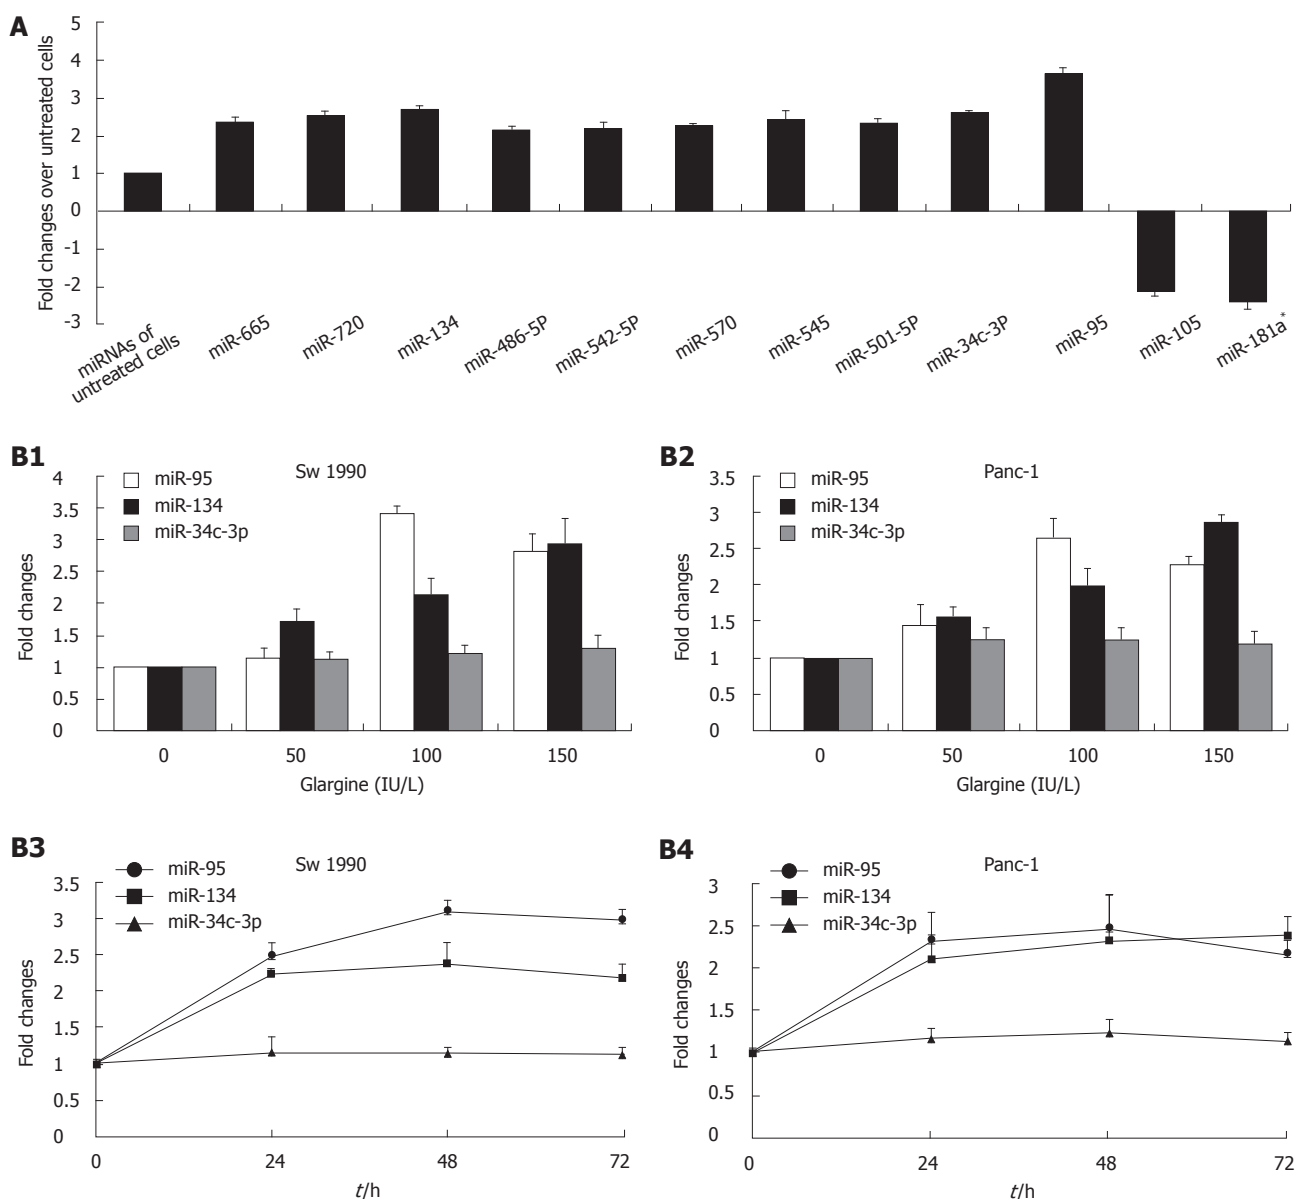 A
Fold changes over untreated cells
5
4
3
2
1
0
-1
-2
-3
miRNAs of
untreated cells
miR-665
miR-720
miR-134
miR-486-5P
miR-542-5P
miR-570
miR-545
miR-501-5P
miR-34c-3P
miR-95
miR-105
miR-181a*
B1
Sw 1990
miR-95
miR-134
miR-34c-3p
Fold changes
4
3.5
3
2.5
2
1.5
1
0.5
0
0 50 100 150
Glargine (IU/L)
B2
Panc-1
miR-95
miR-134
miR-34c-3p
Fold changes
3.5
3
2.5
2
1.5
1
0.5
0
0 50 100 150
Glargine (IU/L)
B3
Sw 1990
miR-95
miR-134
miR-34c-3p
Fold changes
3.5
3
2.5
2
1.5
1
0.5
0
0 24 48 72
t/h
B4
Panc-1
miR-95
miR-134
miR-34c-3p
Fold changes
3
2.5
2
1.5
1
0.5
0
0 24 48 72
t/h